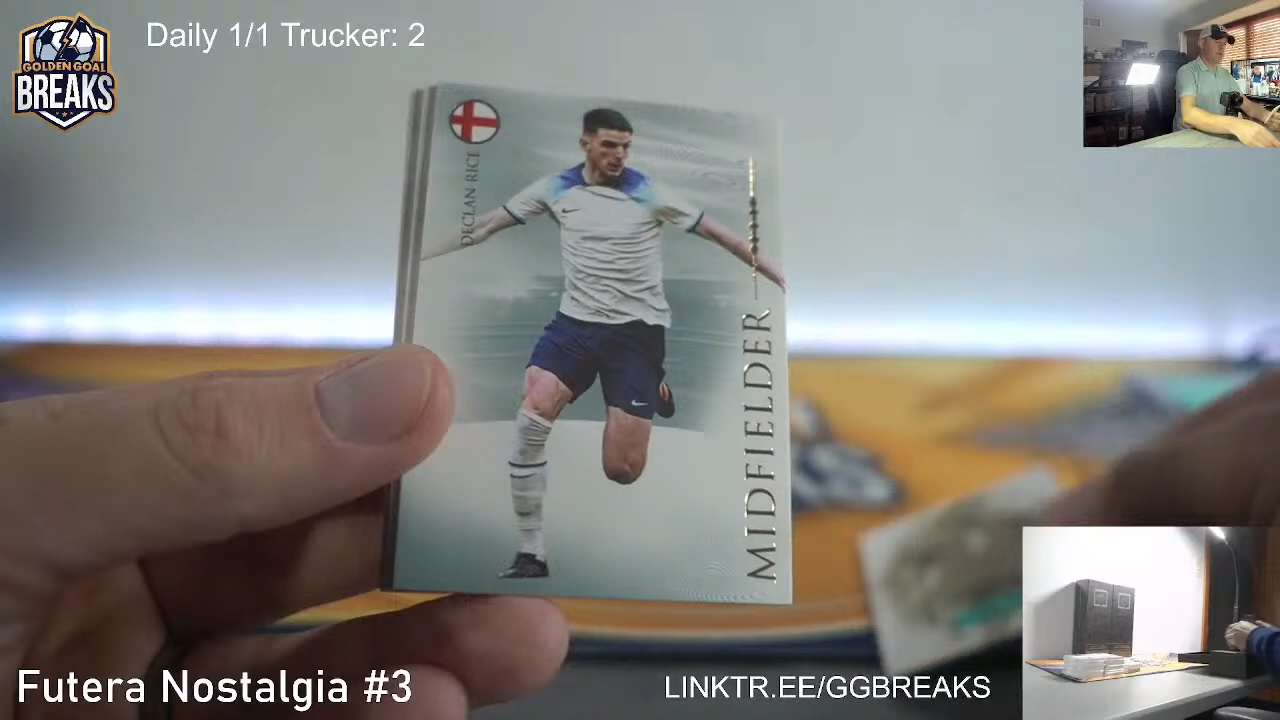 GOLDEN GOAL
BREAKS
Daily 1/1 Trucker: 2
DECLAN RICE
MIDFIELDER
Futera Nostalgia #3
LINKTR.EE/GGBREAKS